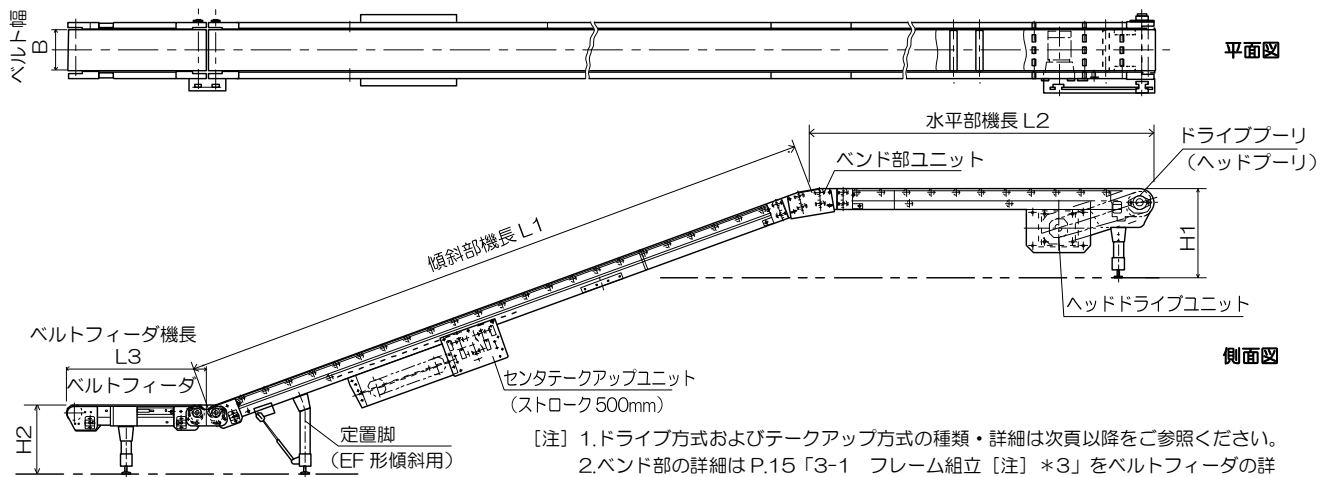 ベルト幅
B
平面図
水平部機長 L2
ドライブプーリ
（ヘッドプーリ）
ベンド部ユニット
傾斜部機長 L1
H1
ヘッドドライブユニット
ベルトフィーダ機長
L3
ベルトフィーダ
側面図
センタテークアップユニット
（ストローク 500mm）
H2
定置脚
（EF 形傾斜用）
［注］1.ドライブ方式およびテークアップ方式の種類・詳細は次頁以降をご参照ください。
2.ベンド部の詳細は P.15「3-1　フレーム組立［注］＊3」をベルトフィーダの詳